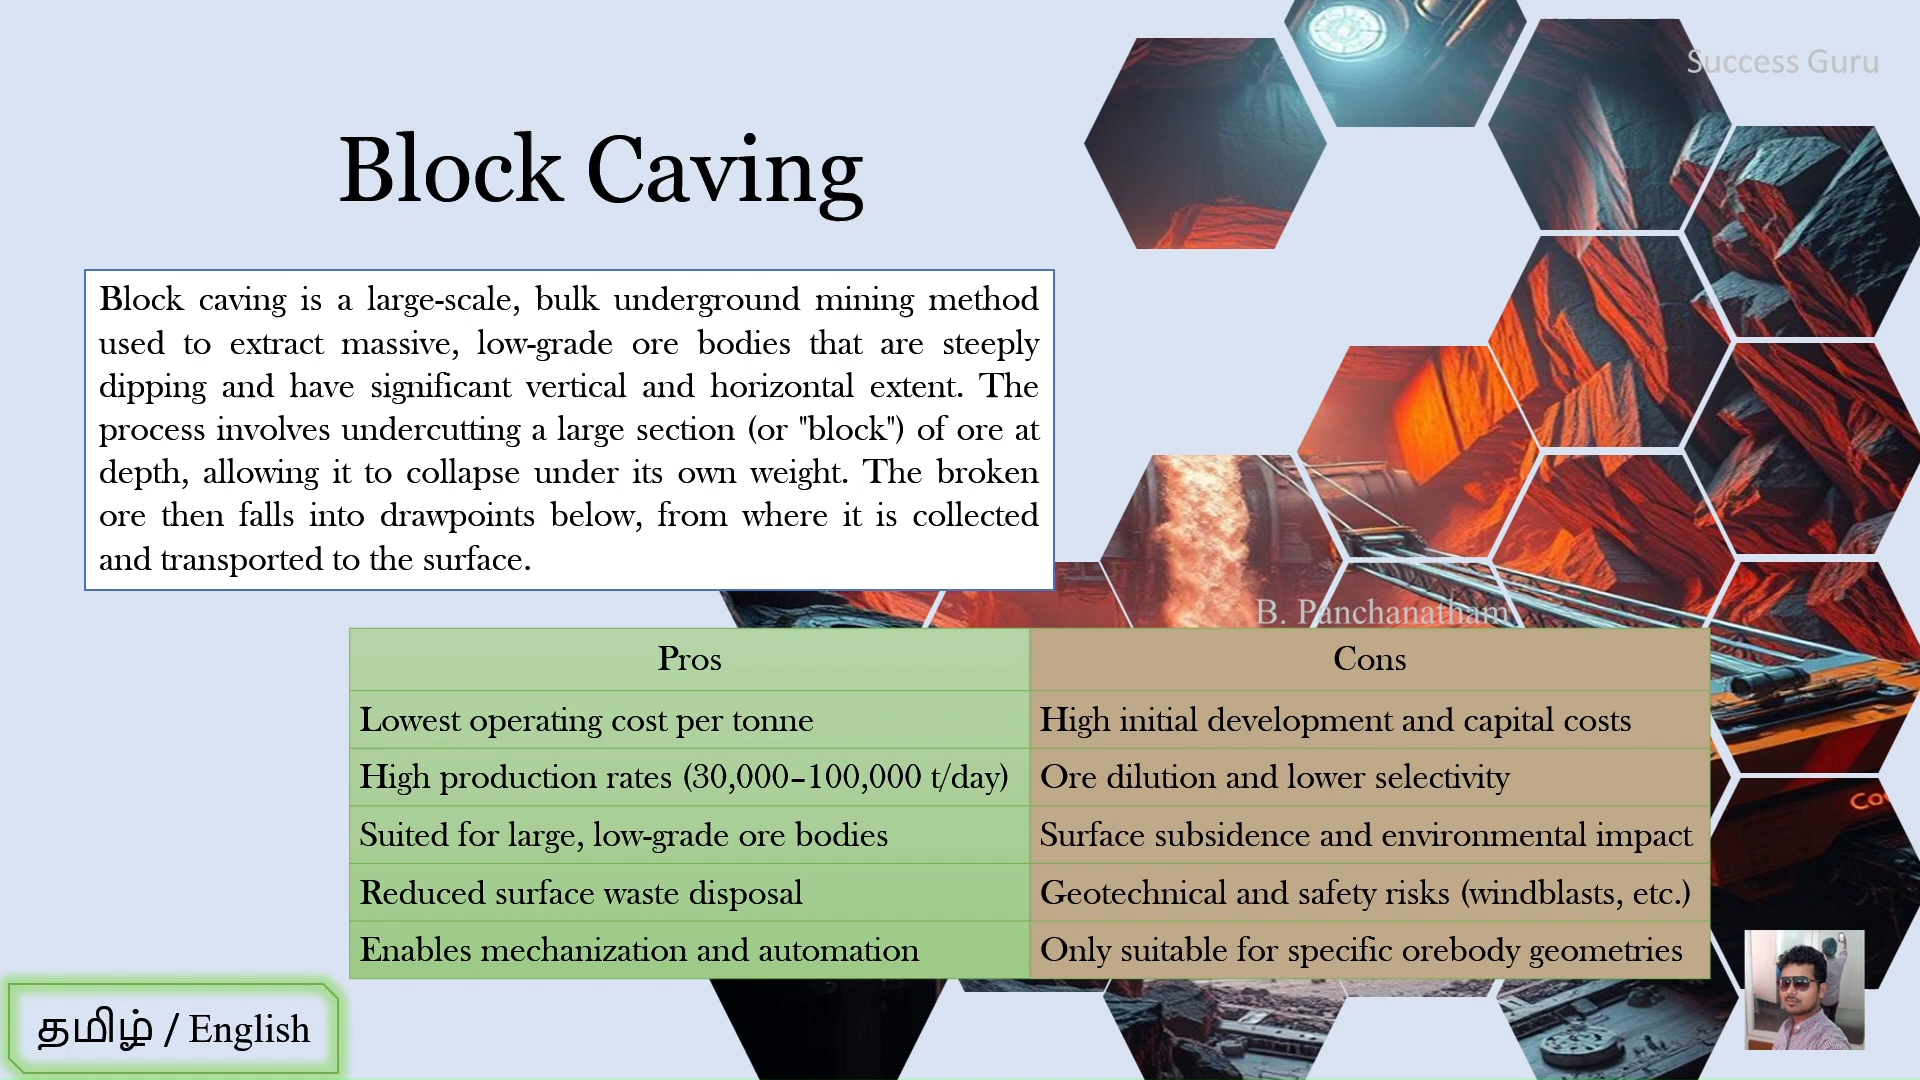 Success Guru
Block Caving
Block caving is a large-scale, bulk underground mining method
used to extract massive, low-grade ore bodies that are steeply
dipping and have significant vertical and horizontal extent. The
process involves undercutting a large section (or "block") of ore at
depth, allowing it to collapse under its own weight. The broken
ore then falls into drawpoints below, from where it is collected
and transported to the surface.
B. Panchanatham
Pros
Cons
Lowest operating cost per tonne
High initial development and capital costs
High production rates (30,000–100,000 t/day)
Ore dilution and lower selectivity
Suited for large, low-grade ore bodies
Surface subsidence and environmental impact
Reduced surface waste disposal
Geotechnical and safety risks (windblasts, etc.)
Enables mechanization and automation
Only suitable for specific orebody geometries
தமிழ் / English